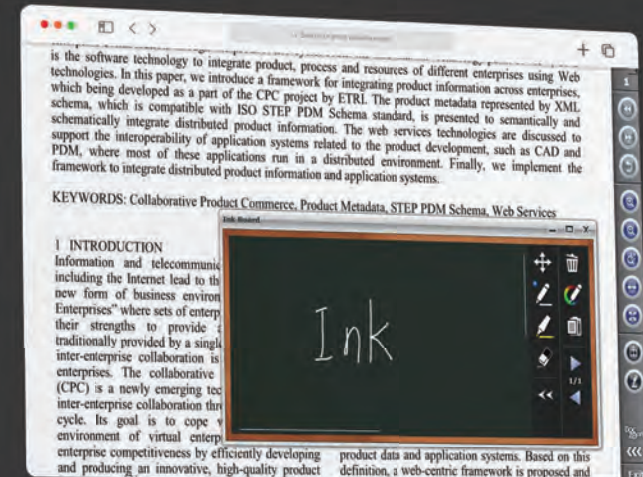 is the software technology to integrate product, process and resources of different enterprises using Web
technologies. In this paper, we introduce a framework for integrating product information across enterprises,
which being developed as a part of the CPC project by ETRI. The product metadata represented by XML
schema, which is compatible with ISO STEP PDM Schema standard, is presented to semantically and
schematically integrate distributed product information. The web services technologies are discussed to
support the interoperability of application systems related to the product development, such as CAD and
PDM, where most of these applications run in a distributed environment. Finally, we implement the
framework to integrate distributed product information and application systems.
KEYWORDS: Collaborative Product Commerce, Product Metadata, STEP PDM Schema, Web Services
1 INTRODUCTION
Information and telecommunic
including the Internet lead to th
new form of business environ
Enterprises" where sets of enterp
their strengths to provide
traditionally provided by a singl
inter-enterprise collaboration is
enterprises. The collaborative
(CPC) is a newly emerging tec
inter-enterprise collaboration thr
cycle. Its goal is to cope
environment of virtual enterp
enterprise competitiveness by efficiently developing
and producing an innovative, high-quality product
Ink Board
Ink
1/1
product data and application systems. Based on this
definition, a web-centric framework is proposed and
1